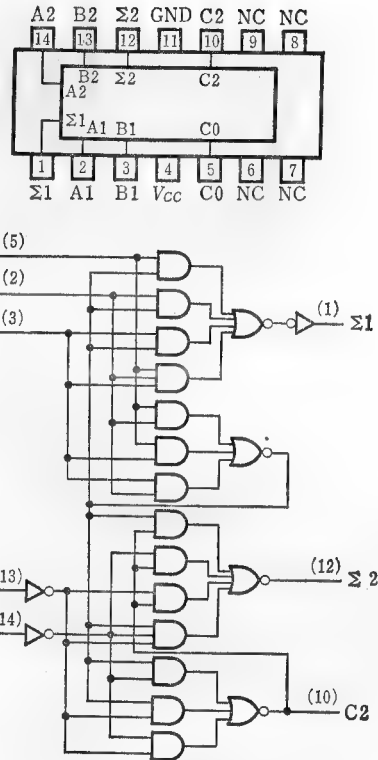 A2 B2 Σ2 GND C2 NC NC
14 13 12 11 10 9 8
B2 Σ2 C2
A2
Σ1
A1 B1 C0
1 2 3 4 5 6 7
Σ1 A1 B1 Vcc C0 NC NC
(5)
(2)
(3)
(1) Σ1
13)
(12) Σ 2
14)
(10) C2